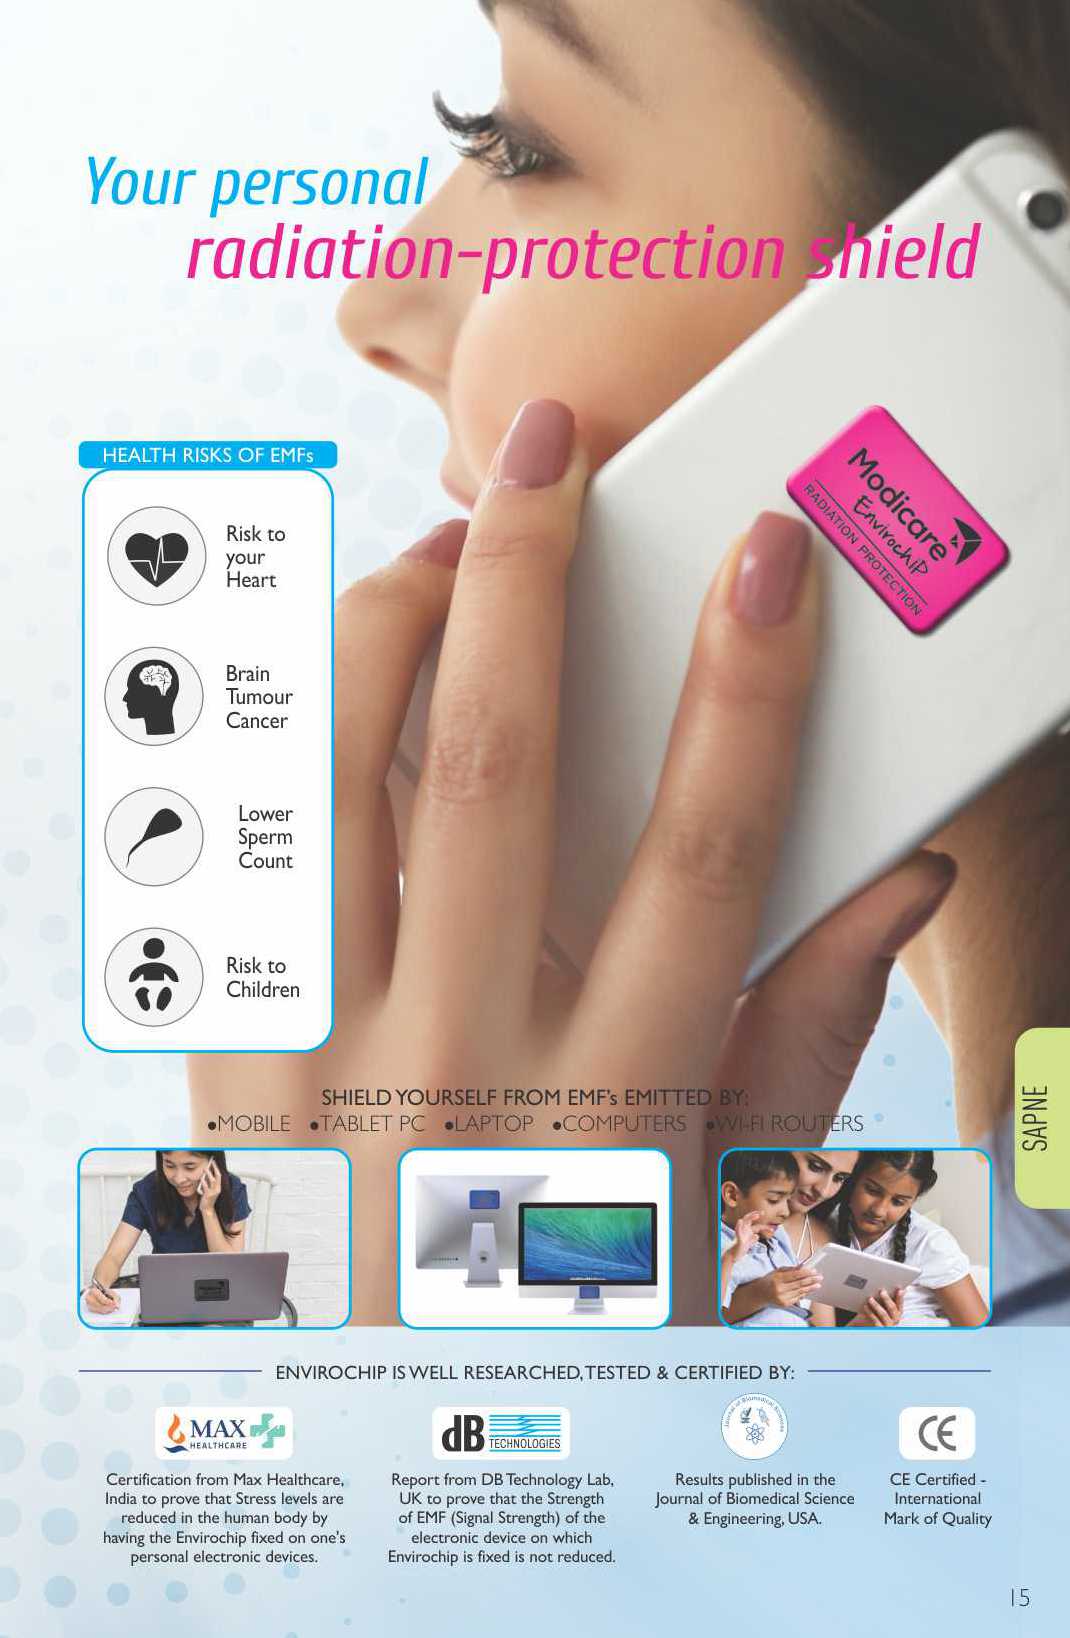 Your personal
radiation-protection shield
Modicare
Envirochip
RADIATION PROTECTION
HEALTH RISKS OF EMFs
Risk to
your
Heart
Brain
Tumour
Cancer
Lower
Sperm
Count
Risk to
Children
SHIELD YOURSELF FROM EMF's EMITTED BY:
•MOBILE •TABLET PC •LAPTOP •COMPUTERS •WI-FI ROUTERS
SAPNE
ENVIROCHIP IS WELL RESEARCHED, TESTED & CERTIFIED BY:
MAX
HEALTHCARE
Certification from Max Healthcare,
India to prove that Stress levels are
reduced in the human body by
having the Envirochip fixed on one's
personal electronic devices.
dB
TECHNOLOGIES
Report from DB Technology Lab,
UK to prove that the Strength
of EMF (Signal Strength) of the
electronic device on which
Envirochip is fixed is not reduced.
Journal of Biomedical Sciences
Results published in the
Journal of Biomedical Science
& Engineering, USA.
CE
CE Certified -
International
Mark of Quality
15